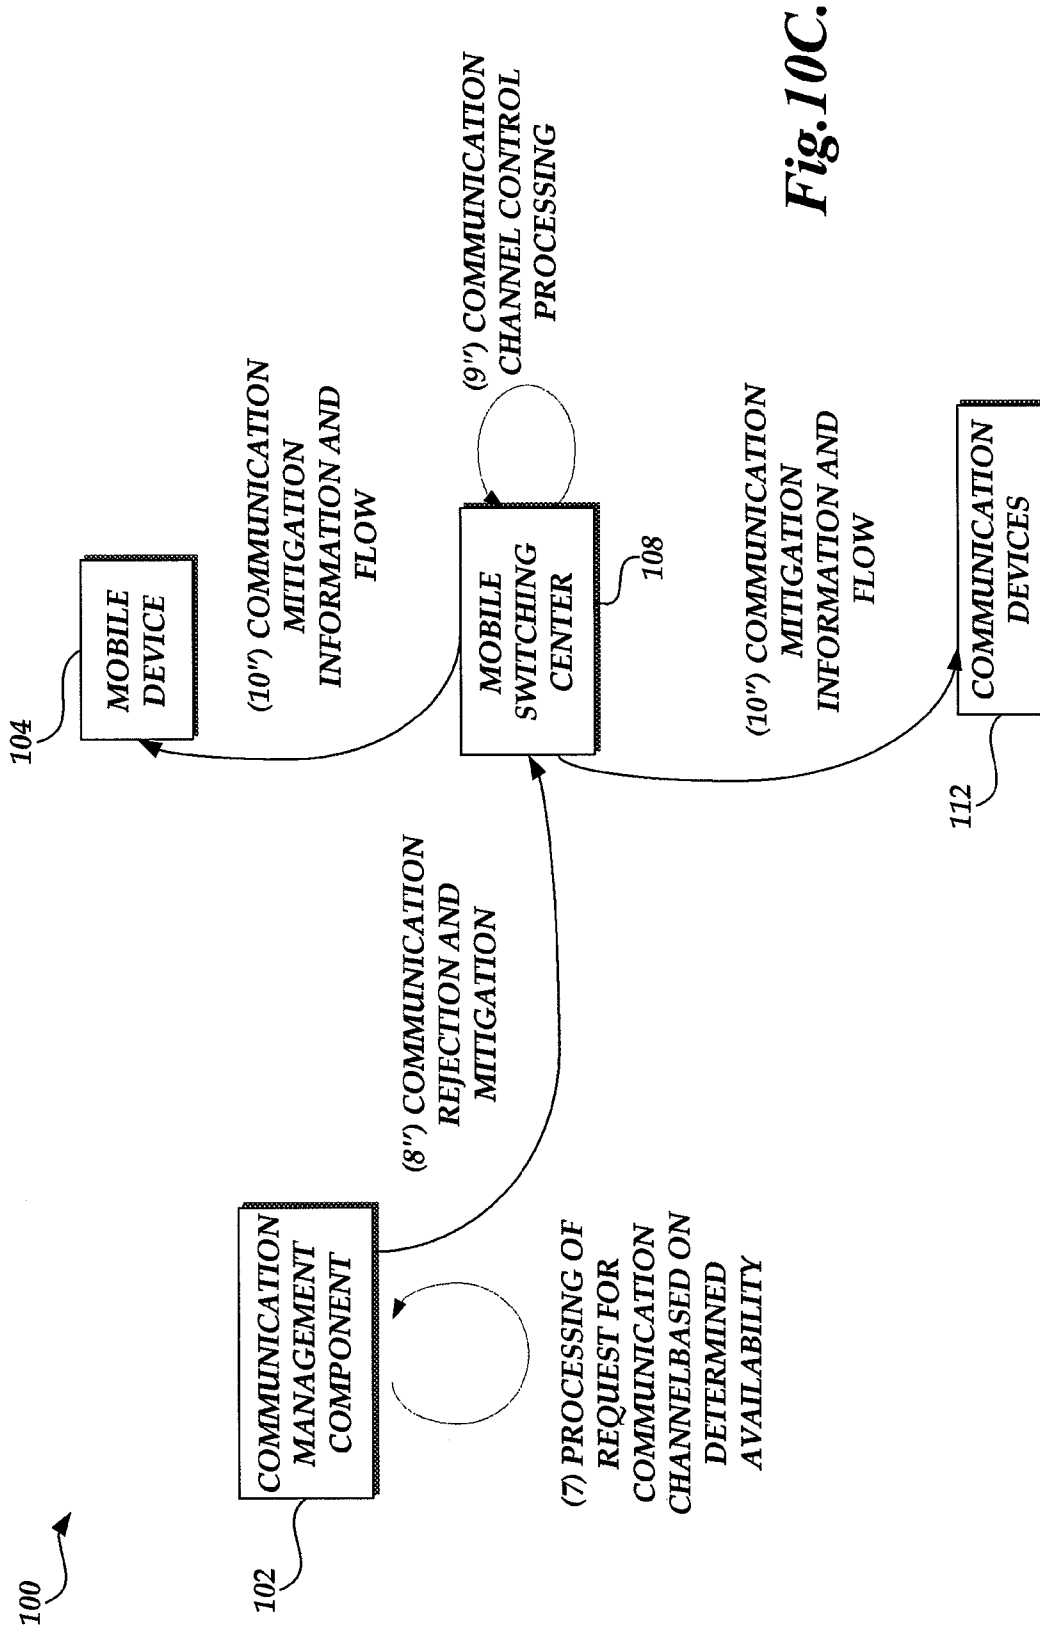 100
102
COMMUNICATION
MANAGEMENT
COMPONENT
(7) PROCESSING OF
REQUEST FOR
COMMUNICATION
CHANNELBASED ON
DETERMINED
AVAILABILITY
(8") COMMUNICATION
REJECTION AND
MITIGATION
104
MOBILE
DEVICE
(10") COMMUNICATION
MITIGATION
INFORMATION AND
FLOW
MOBILE
SWITCHING
CENTER
108
(9") COMMUNICATION
CHANNEL CONTROL
PROCESSING
(10") COMMUNICATION
MITIGATION
INFORMATION AND
FLOW
112
COMMUNICATION
DEVICES
Fig.10C.